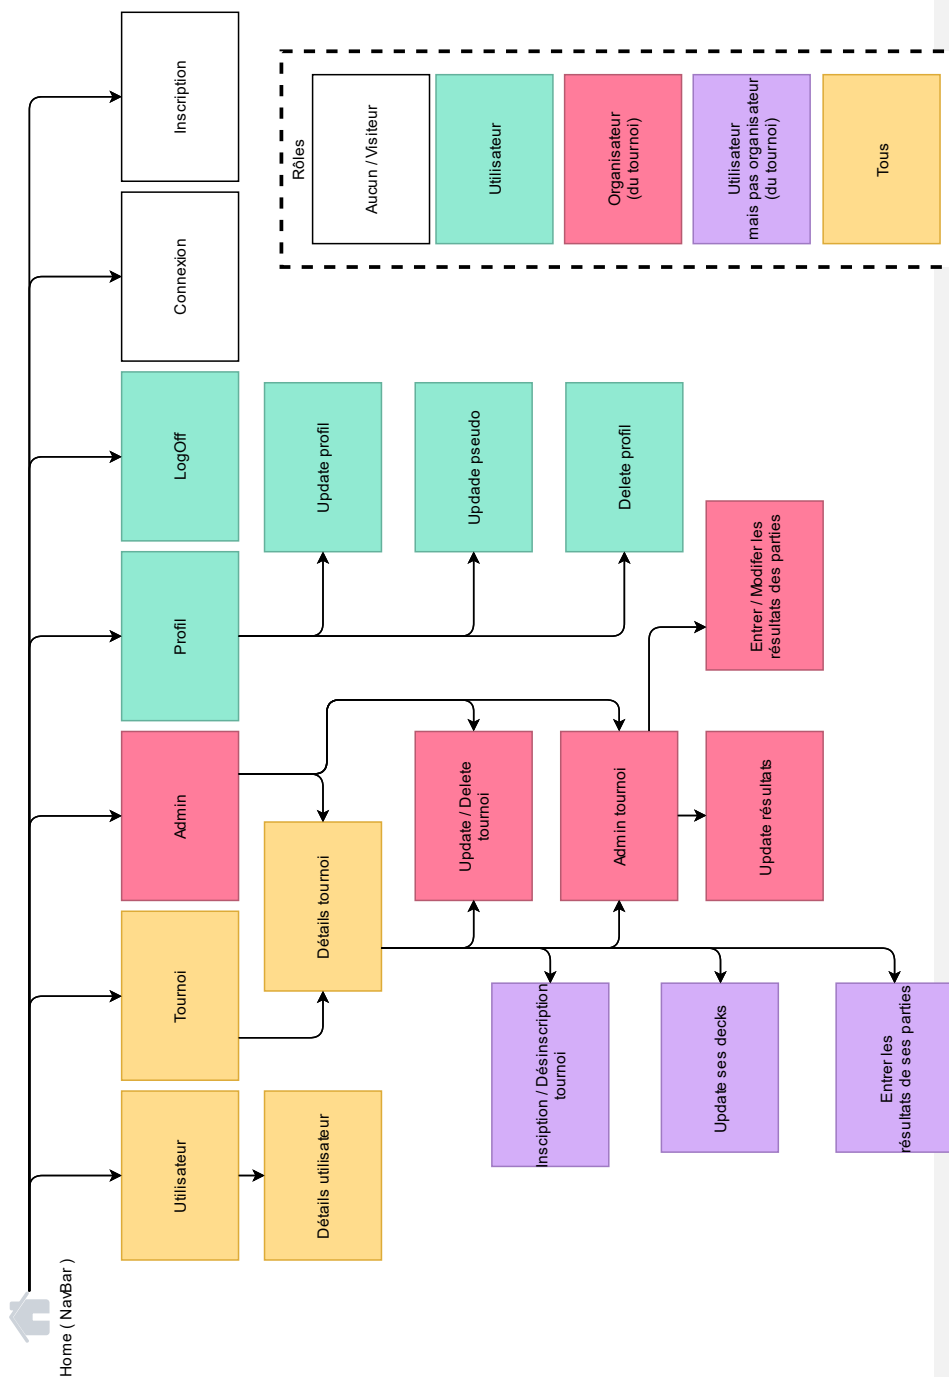 Home ( NavBar )
Utilisateur
Tournoi
Admin
Profil
LogOff
Connexion
Inscription
Détails utilisateur
Détails tournoi
Update profil
Updade pseudo
Delete profil
Update / Delete
tournoi
Admin tournoi
Update résultats
Entrer / Modifer les
résultats des parties
Insciption / Désinscription
tournoi
Update ses decks
Entrer les
résultats de ses parties
Rôles
Aucun / Visiteur
Utilisateur
Organisateur
(du tournoi)
Utilisateur
mais pas organisateur
(du tournoi)
Tous